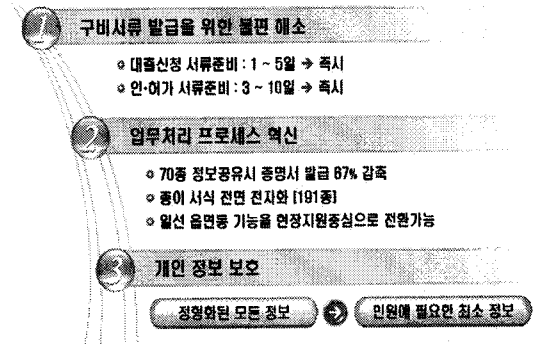 1 구비서류 발급을 위한 불편 해소
대출신청 서류준비 : 1 ~ 5일 → 즉시
인·허가 서류준비 : 3 ~ 10일 → 즉시
2 업무처리 프로세스 혁신
70종 정보공유시 증명서 발급 67% 감축
종이 서식 전면 전자화 [191종]
일선 읍면동 기능을 현장지원중심으로 전환가능
3 개인 정보 보호
정형화된 모든 정보 → 민원에 필요한 최소 정보